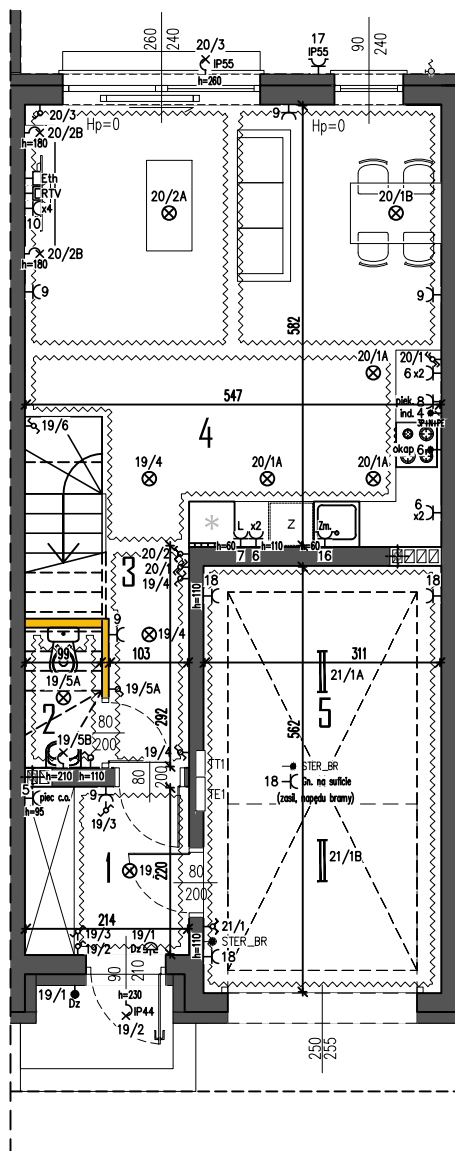 260
240
20/3
IP55
h=260
17
IP55
90
240
20/3
Hp=0
9
Hp=0
20/2B
h=180
Eth
RTV
x4
10
20/2A
20/1B
20/2B
h=180
9
9
582
20/1A
20/1
6 x2
piek. 8
ind. 4
3P+N+PE
547
19/6
4
okap 6
19/4
20/1A
20/1A
*
L
x2
Z
Zm.
6
x2
h=60
7
6
h=110
h=60
16
20/2
20/1
19/4
3
18
h=110
18
9
19/4
99
103
311
19/5A
19/5A
2
292
562
21/1A
5
80
200
19/5B
19/4
h=210
h=110
80
200
TT1
TE1
STER_BR
18
Gn. na suficie
(zasil. napędu bramy)
5
piec c.o.
h=95
9
19/3
1
19
220
80
200
21/1B
214
19/3
19/2
19/1
Dz
21/1
STER_BR
h=110
18
19/1
Dz
90
210
h=230
IP44
19/2
250
255